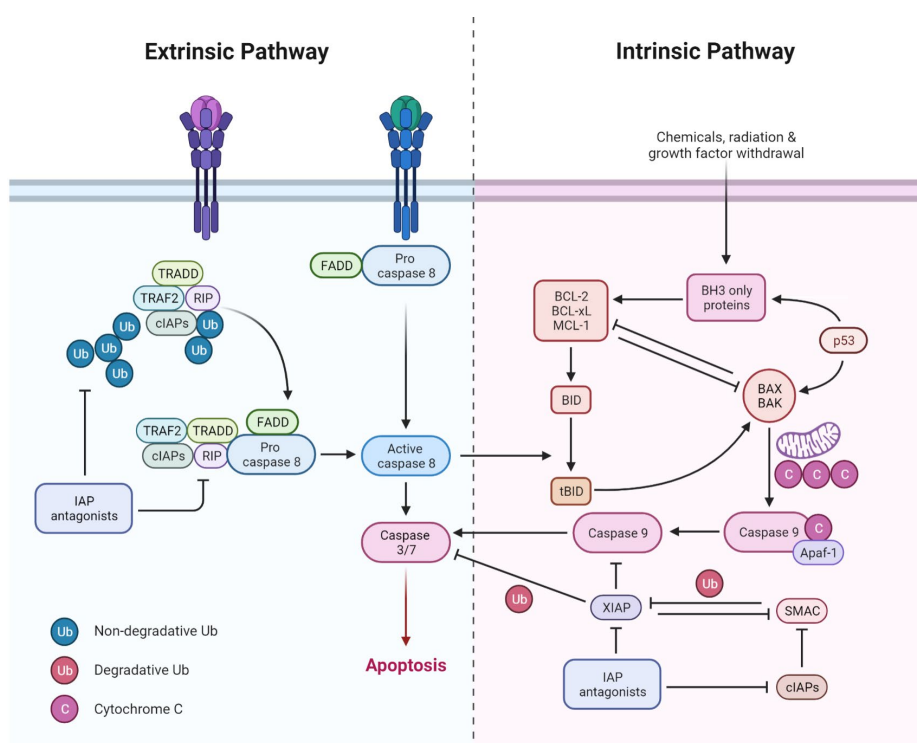 Extrinsic Pathway
Intrinsic Pathway
Chemicals, radiation &
growth factor withdrawal
TRADD
TRAF2
RIP
cIAPs
Ub
Ub
Ub
Ub
Ub
Ub
FADD
Pro
caspase 8
BCL-2
BCL-xL
MCL-1
BH3 only
proteins
p53
BAX
BAK
BID
tBID
C
C
C
TRAF2
TRADD
FADD
cIAPs
RIP
Pro
caspase 8
Active
caspase 8
IAP
antagonists
Caspase
3/7
Caspase 9
Caspase 9
C
Apaf-1
Ub
Ub
XIAP
SMAC
IAP
antagonists
cIAPs
Apoptosis
Ub
Non-degradative Ub
Ub
Degradative Ub
C
Cytochrome C